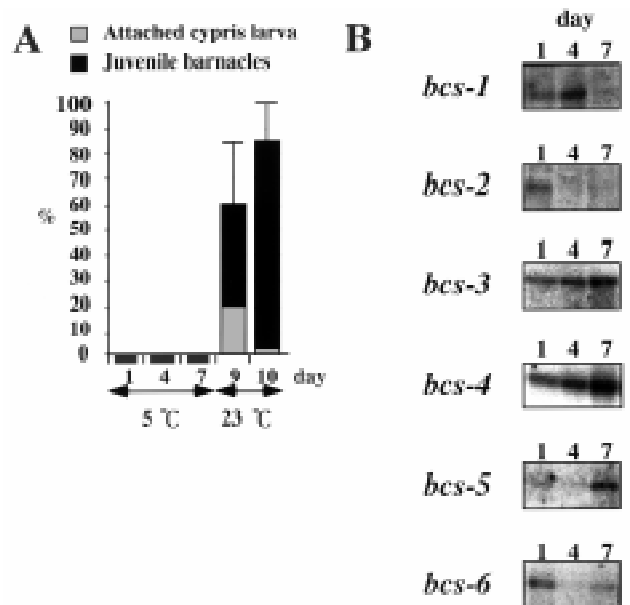 A
Attached cypris larva
Juvenile barnacles
100
90
80
70
60
50
40
30
20
10
0
%
1 4 7 9 10 day
5 ℃ 23 ℃
B
day
1 4 7
bcs-1
1 4 7
bcs-2
1 4 7
bcs-3
1 4 7
bcs-4
1 4 7
bcs-5
1 4 7
bcs-6